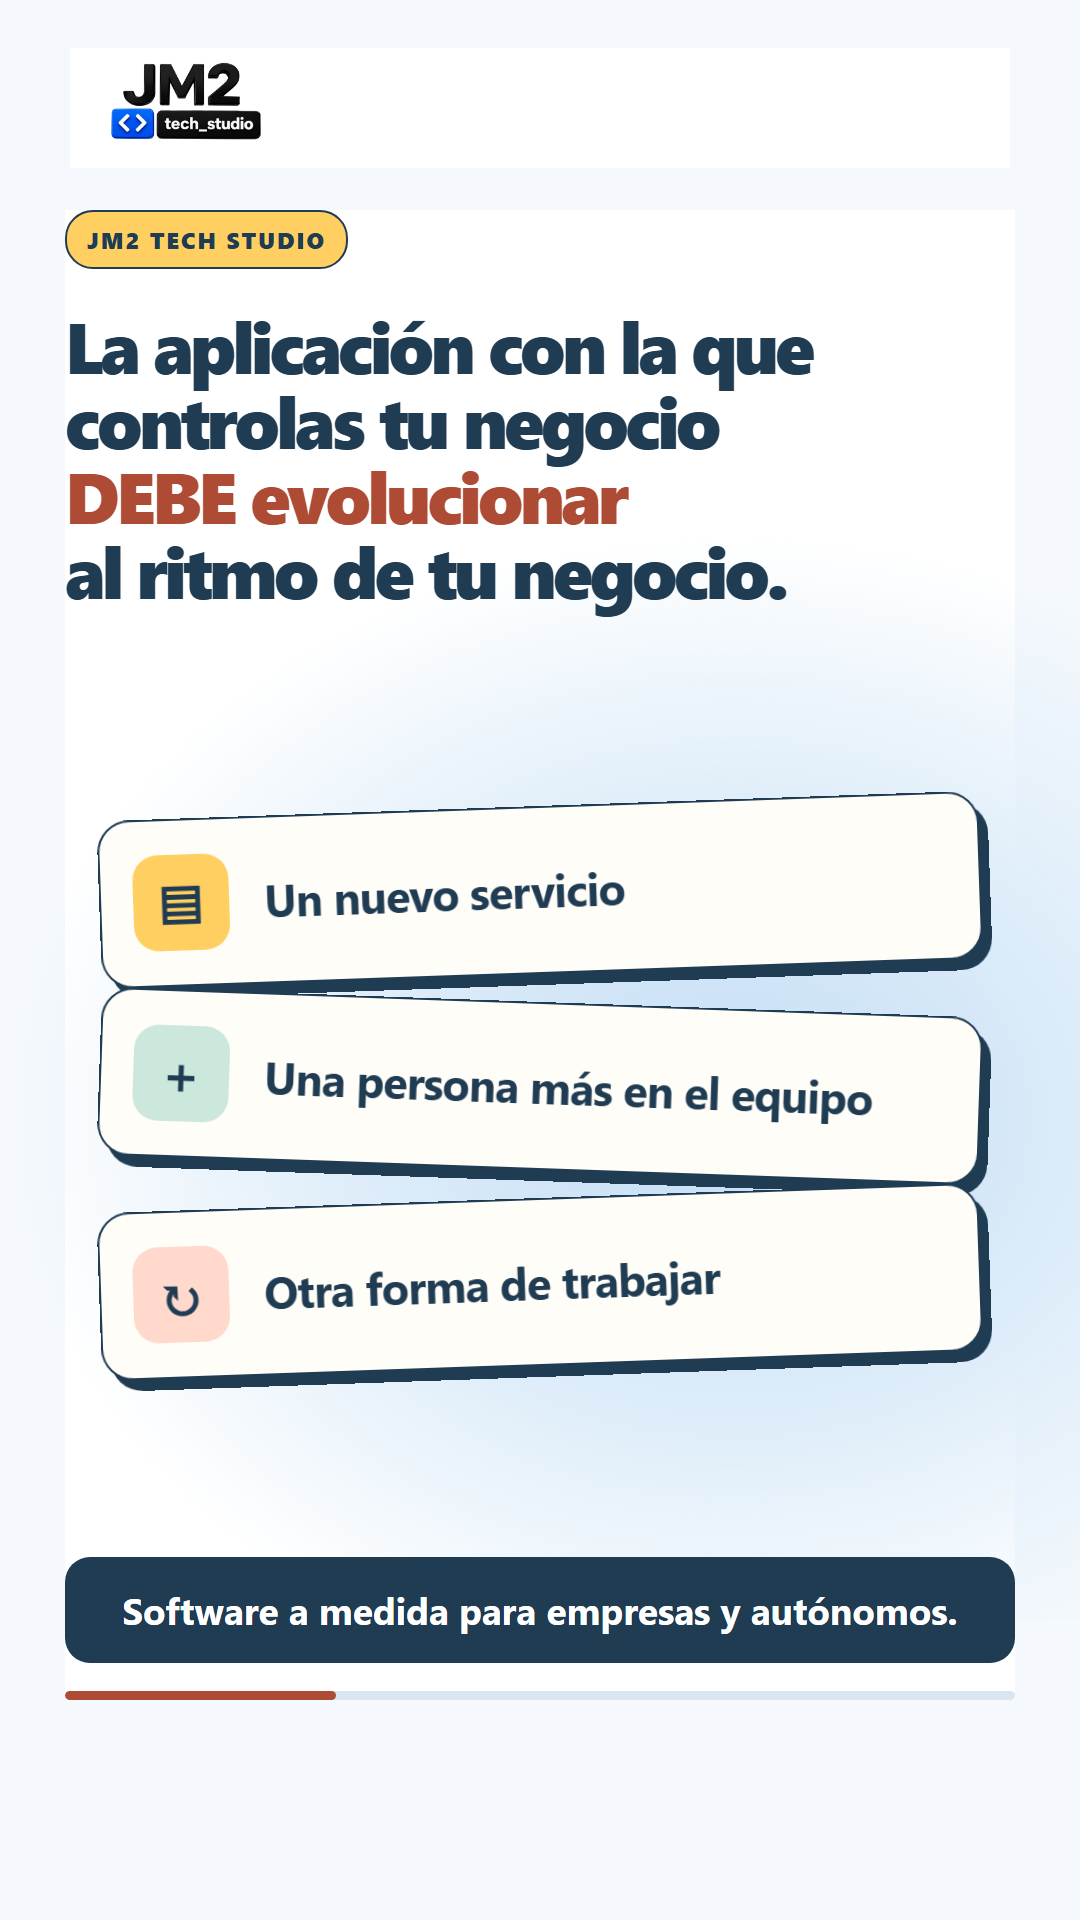 JM2
tech_studio
JM2 TECH STUDIO
La aplicación con la que
controlas tu negocio
DEBE evolucionar
al ritmo de tu negocio.
Un nuevo servicio
Una persona más en el equipo
Otra forma de trabajar
Software a medida para empresas y autónomos.